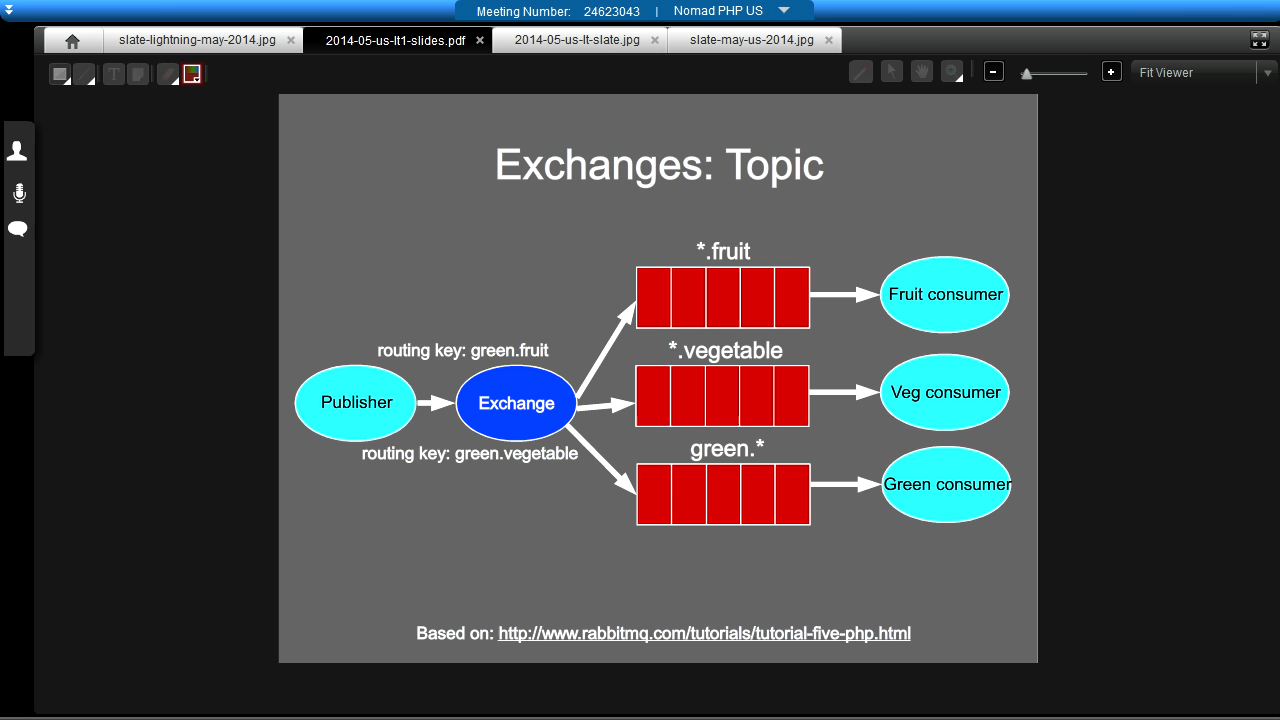 Meeting Number: 24623043 | Nomad PHP US
slate-lightning-may-2014.jpg
2014-05-us-lt1-slides.pdf
2014-05-us-lt-slate.jpg
slate-may-us-2014.jpg
Fit Viewer
Exchanges: Topic
*.fruit
Fruit consumer
routing key: green.fruit
*.vegetable
Publisher
Exchange
Veg consumer
routing key: green.vegetable
green.*
Green consumer
Based on: http://www.rabbitmq.com/tutorials/tutorial-five-php.html